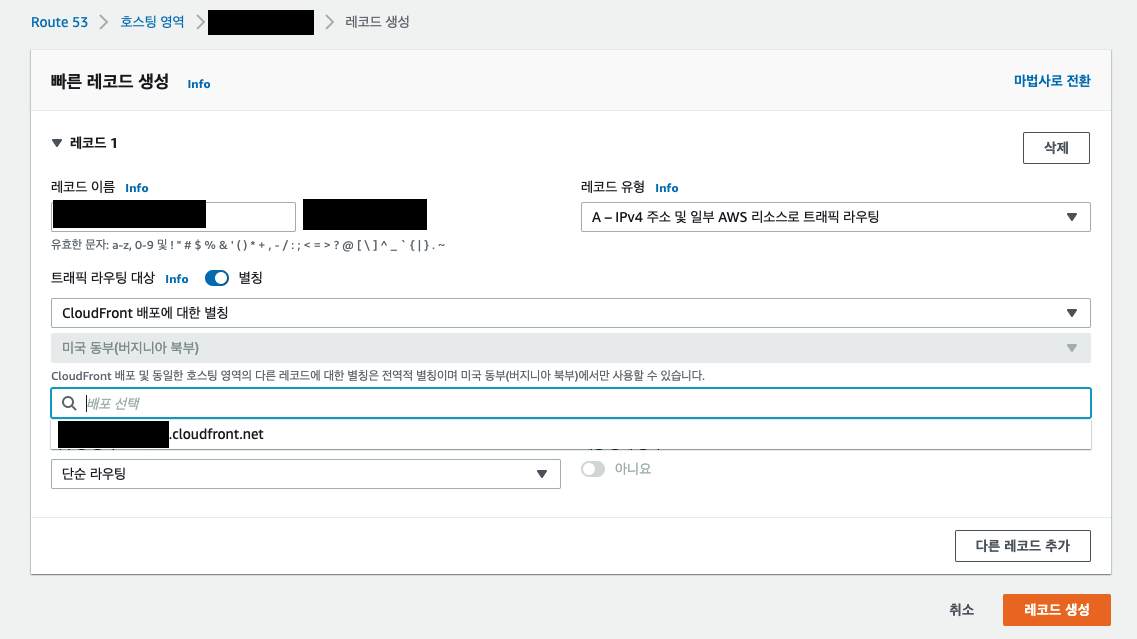 Route 53 > 호스팅 영역 > > 레코드 생성
빠른 레코드 생성 Info 마법사로 전환
▼ 레코드 1 삭제
레코드 이름 Info 레코드 유형 Info
A – IPv4 주소 및 일부 AWS 리소스로 트래픽 라우팅
유효한 문자: a-z, 0-9 및 ! " # $ % & ' ( ) * + , - / : ; < = > ? @ [ \ ] ^ _ ` { | } . ~
트래픽 라우팅 대상 Info 별칭
CloudFront 배포에 대한 별칭
미국 동부(버지니아 북부)
CloudFront 배포 및 동일한 호스팅 영역의 다른 레코드에 대한 별칭은 전역적 별칭이며 미국 동부(버지니아 북부)에서만 사용할 수 있습니다.
배포 선택
.cloudfront.net
단순 라우팅 아니요
다른 레코드 추가
취소 레코드 생성